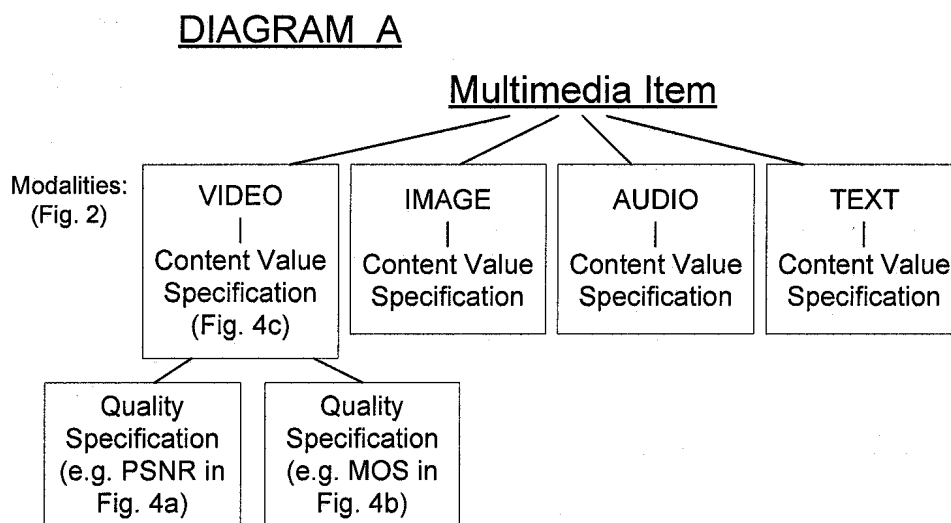 DIAGRAM A
Multimedia Item
Modalities:
(Fig. 2)
VIDEO
Content Value
Specification
(Fig. 4c)
IMAGE
Content Value
Specification
AUDIO
Content Value
Specification
TEXT
Content Value
Specification
Quality
Specification
(e.g. PSNR in
Fig. 4a)
Quality
Specification
(e.g. MOS in
Fig. 4b)